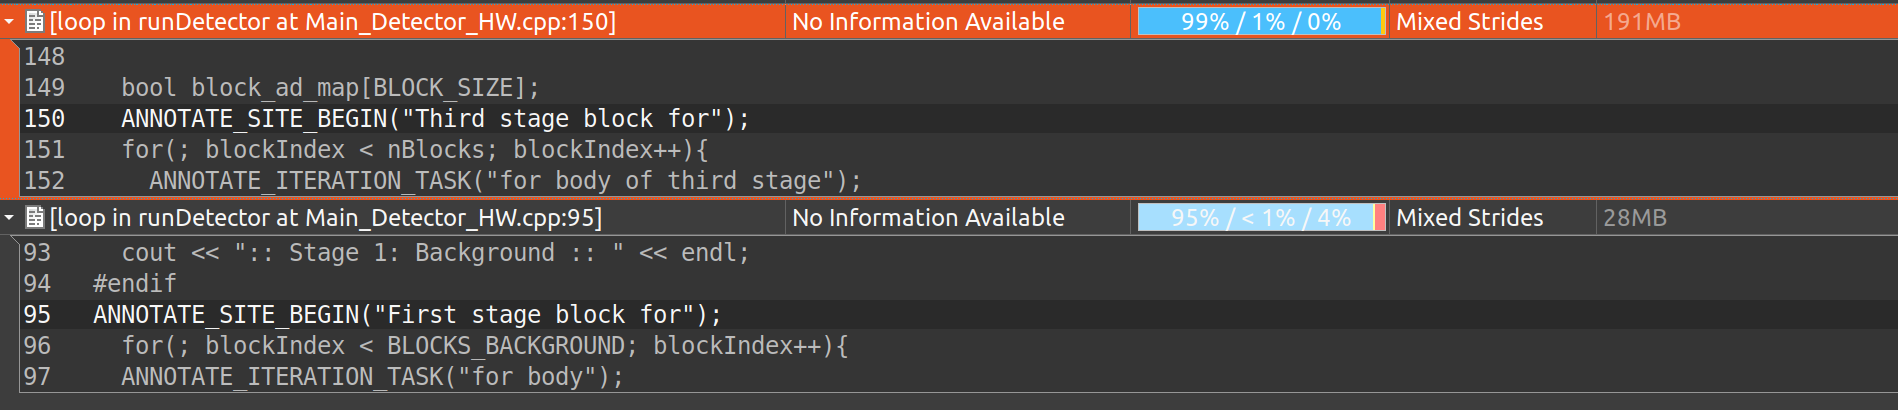 [loop in runDetector at Main_Detector_HW.cpp:150] No Information Available 99% / 1% / 0% Mixed Strides 191MB
148
149 bool block_ad_map[BLOCK_SIZE];
150 ANNOTATE_SITE_BEGIN("Third stage block for");
151 for(; blockIndex < nBlocks; blockIndex++){
152 ANNOTATE_ITERATION_TASK("for body of third stage");
[loop in runDetector at Main_Detector_HW.cpp:95] No Information Available 95% / < 1% / 4% Mixed Strides 28MB
93 cout << ":: Stage 1: Background :: " << endl;
94 #endif
95 ANNOTATE_SITE_BEGIN("First stage block for");
96 for(; blockIndex < BLOCKS_BACKGROUND; blockIndex++){
97 ANNOTATE_ITERATION_TASK("for body");